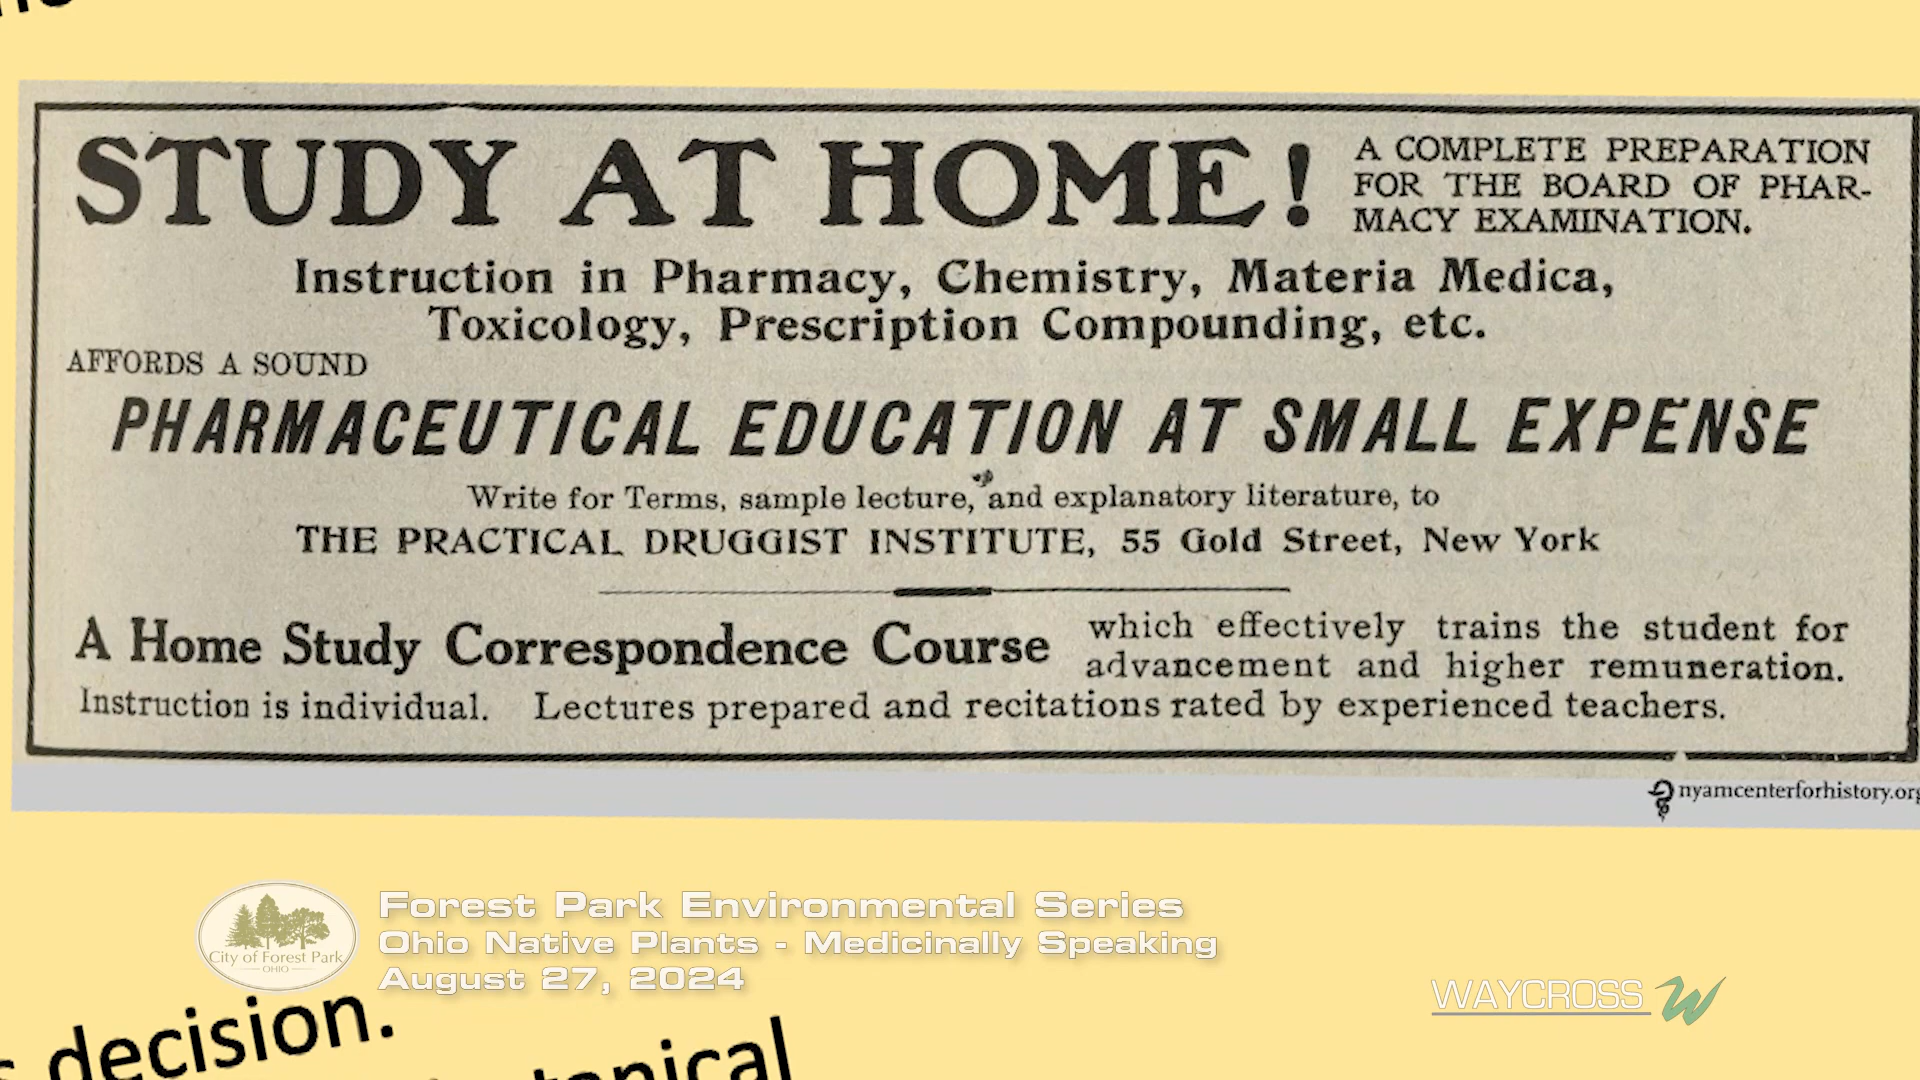 STUDY AT HOME!
A COMPLETE PREPARATION
FOR THE BOARD OF PHAR-
MACY EXAMINATION.
Instruction in Pharmacy, Chemistry, Materia Medica,
Toxicology, Prescription Compounding, etc.
AFFORDS A SOUND
PHARMACEUTICAL EDUCATION AT SMALL EXPENSE
Write for Terms, sample lecture, and explanatory literature, to
THE PRACTICAL DRUGGIST INSTITUTE, 55 Gold Street, New York
A Home Study Correspondence Course
which effectively trains the student for
advancement and higher remuneration.
Instruction is individual. Lectures prepared and recitations rated by experienced teachers.
nyamcenterforhistory.org
City of Forest Park
OHIO
Forest Park Environmental Series
Ohio Native Plants - Medicinally Speaking
August 27, 2024
WAYCROSS W
decision.